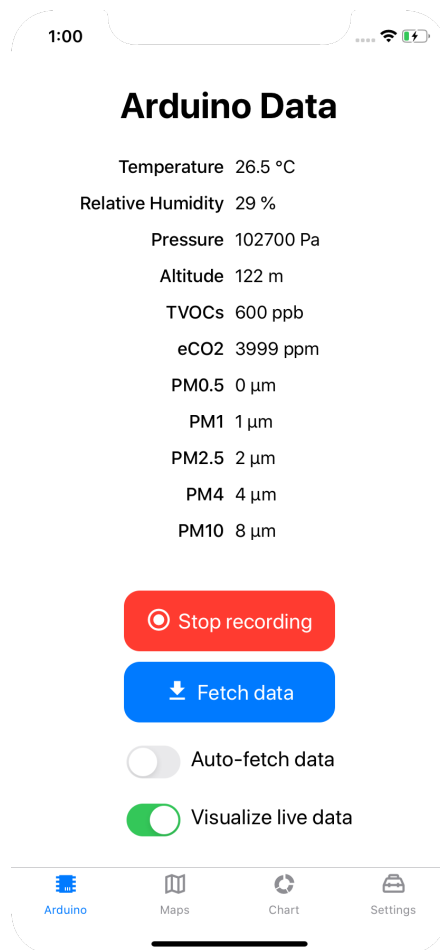 1:00
Arduino Data
Temperature 26.5 °C
Relative Humidity 29 %
Pressure 102700 Pa
Altitude 122 m
TVOCs 600 ppb
eCO2 3999 ppm
PM0.5 0 µm
PM1 1 µm
PM2.5 2 µm
PM4 4 µm
PM10 8 µm
Stop recording
Fetch data
Auto-fetch data
Visualize live data
Arduino Maps Chart Settings